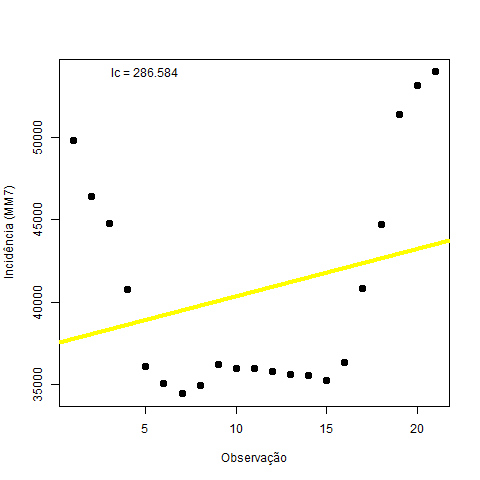 Ic = 286.584
Incidência (MM7)
50000
45000
40000
35000
5 10 15 20
Observação